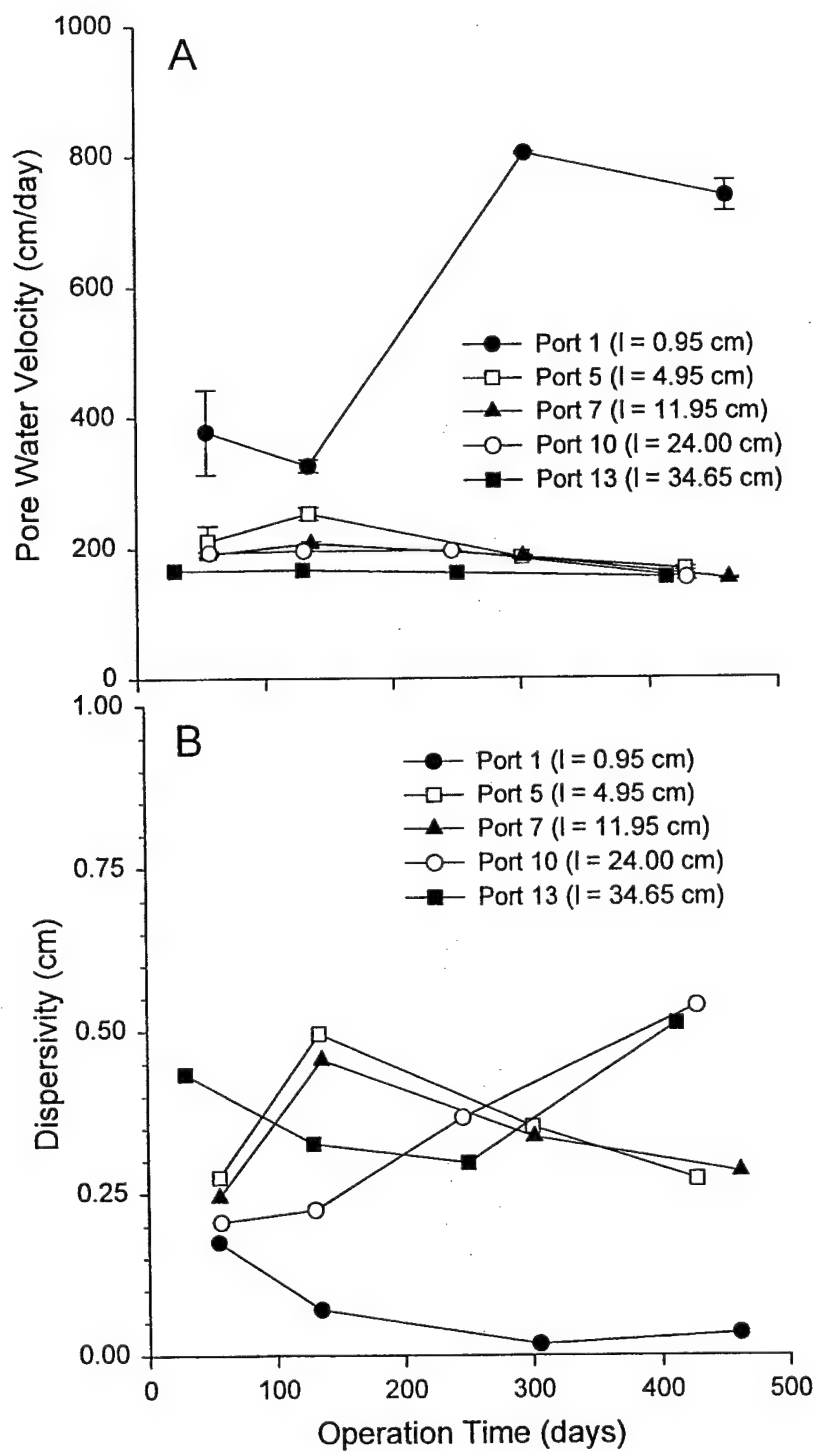 A
1000
800
600
400
200
0
Pore Water Velocity (cm/day)
Port 1 (l = 0.95 cm)
Port 5 (l = 4.95 cm)
Port 7 (l = 11.95 cm)
Port 10 (l = 24.00 cm)
Port 13 (l = 34.65 cm)
B
1.00
0.75
0.50
0.25
0.00
Dispersivity (cm)
Port 1 (l = 0.95 cm)
Port 5 (l = 4.95 cm)
Port 7 (l = 11.95 cm)
Port 10 (l = 24.00 cm)
Port 13 (l = 34.65 cm)
0 100 200 300 400 500
Operation Time (days)